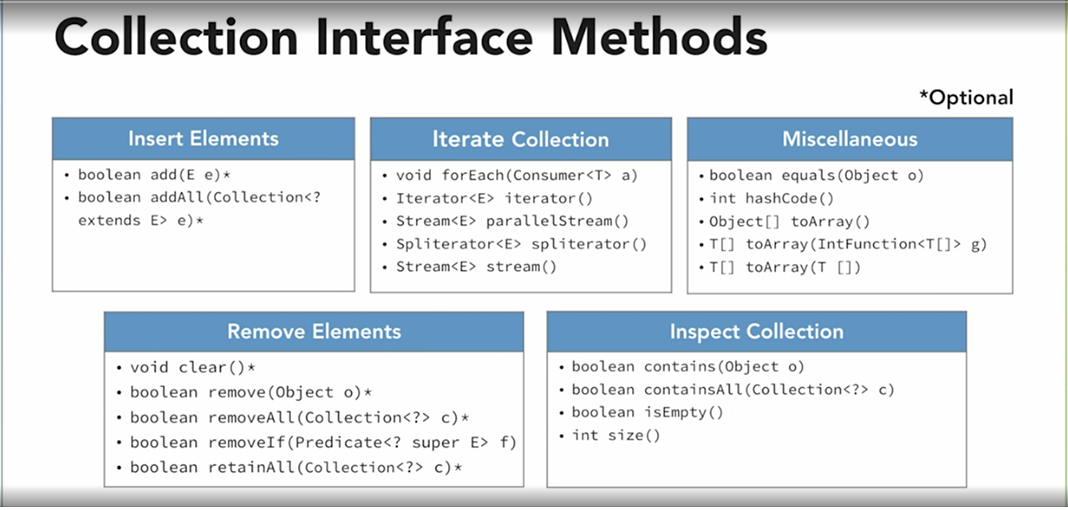 Collection Interface Methods
*Optional
Insert Elements
• boolean add(E e)*
• boolean addAll(Collection<?
extends E> e)*
Iterate Collection
• void forEach(Consumer<T> a)
• Iterator<E> iterator()
• Stream<E> parallelStream()
• Spliterator<E> spliterator()
• Stream<E> stream()
Miscellaneous
• boolean equals(Object o)
• int hashCode()
• Object[] toArray()
• T[] toArray(IntFunction<T[]> g)
• T[] toArray(T [])
Remove Elements
• void clear()*
• boolean remove(Object o)*
• boolean removeAll(Collection<?> c)*
• boolean removeIf(Predicate<? super E> f)
• boolean retainAll(Collection<?> c)*
Inspect Collection
• boolean contains(Object o)
• boolean containsAll(Collection<?> c)
• boolean isEmpty()
• int size()